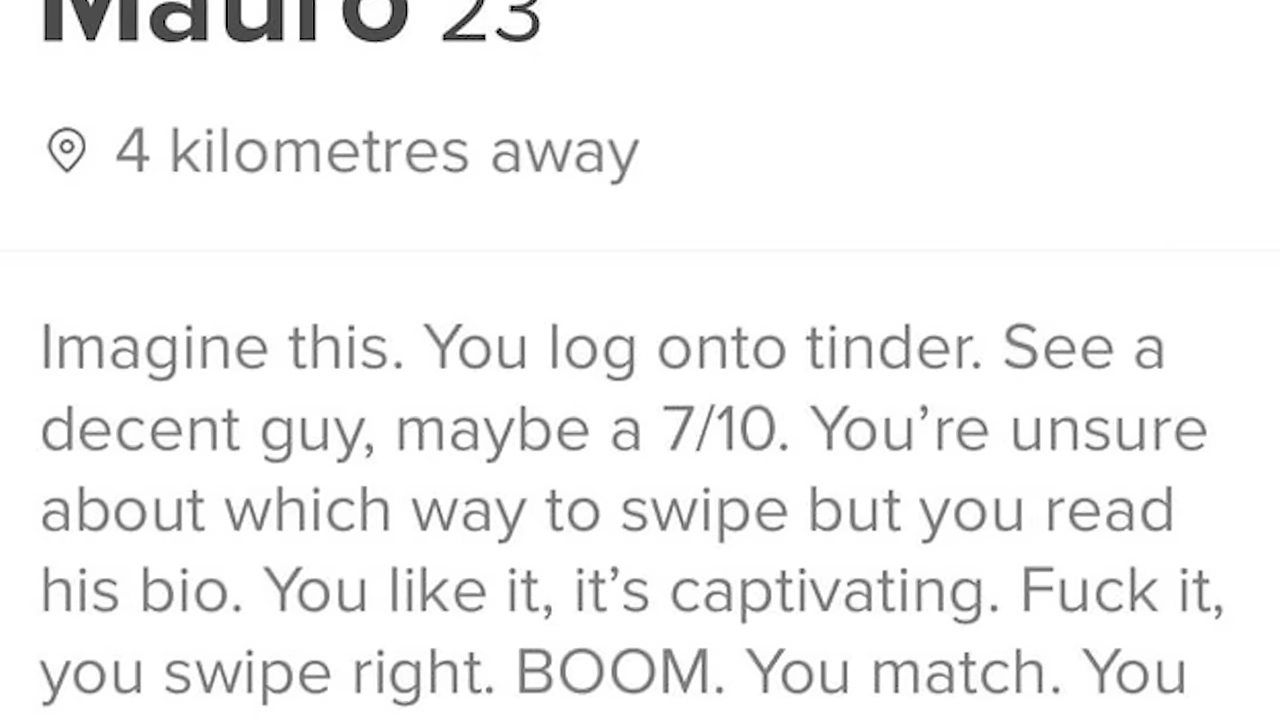 Mauro 23
4 kilometres away
Imagine this. You log onto tinder. See a
decent guy, maybe a 7/10. You’re unsure
about which way to swipe but you read
his bio. You like it, it’s captivating. Fuck it,
you swipe right. BOOM. You match. You